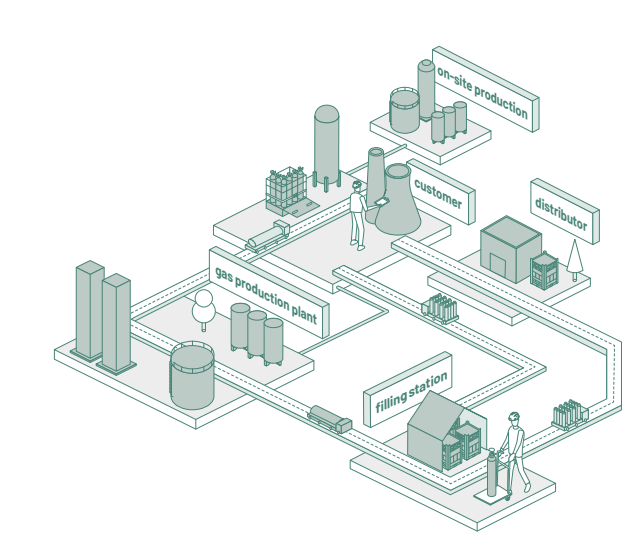 on-site production
customer
distributor
gas production plant
filling station